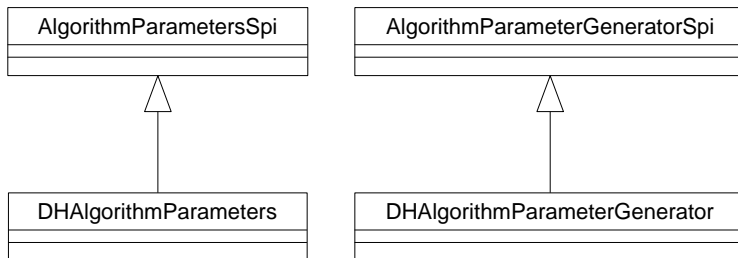 AlgorithmParametersSpi
AlgorithmParameterGeneratorSpi
DHAlgorithmParameters
DHAlgorithmParameterGenerator